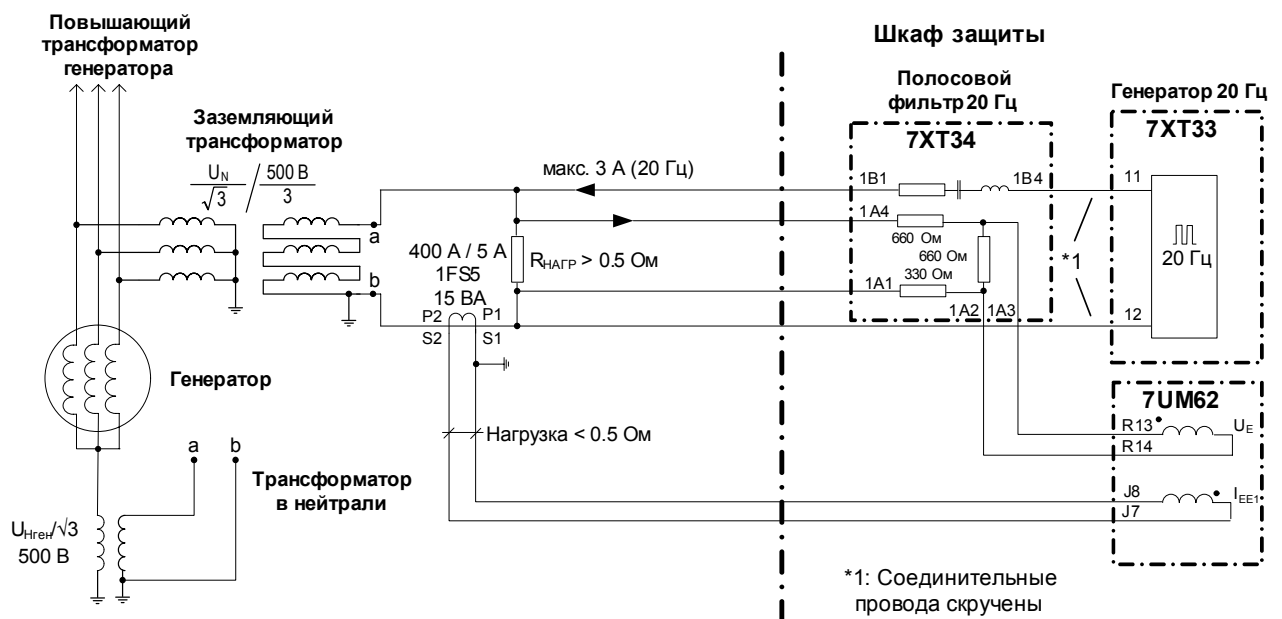 Повышающий
трансформатор
генератора
Заземляющий
трансформатор
U_N
√3
/
500 В
3
a
b
400 А / 5 А
1FS5
15 ВА
P2
P1
S2
S1
макс. 3 А (20 Гц)
R_НАГР > 0.5 Ом
Нагрузка < 0.5 Ом
Генератор
a
b
Трансформатор
в нейтрали
U_Нген/√3
500 В
Шкаф защиты
Полосовой
фильтр 20 Гц
7XT34
1B1
1B4
1A4
660 Ом
660 Ом
330 Ом
1A1
1A2
1A3
*1
Генератор 20 Гц
7XT33
11
20 Гц
12
7UM62
R13
U_E
R14
J8
I_EE1
J7
*1: Соединительные
провода скручены